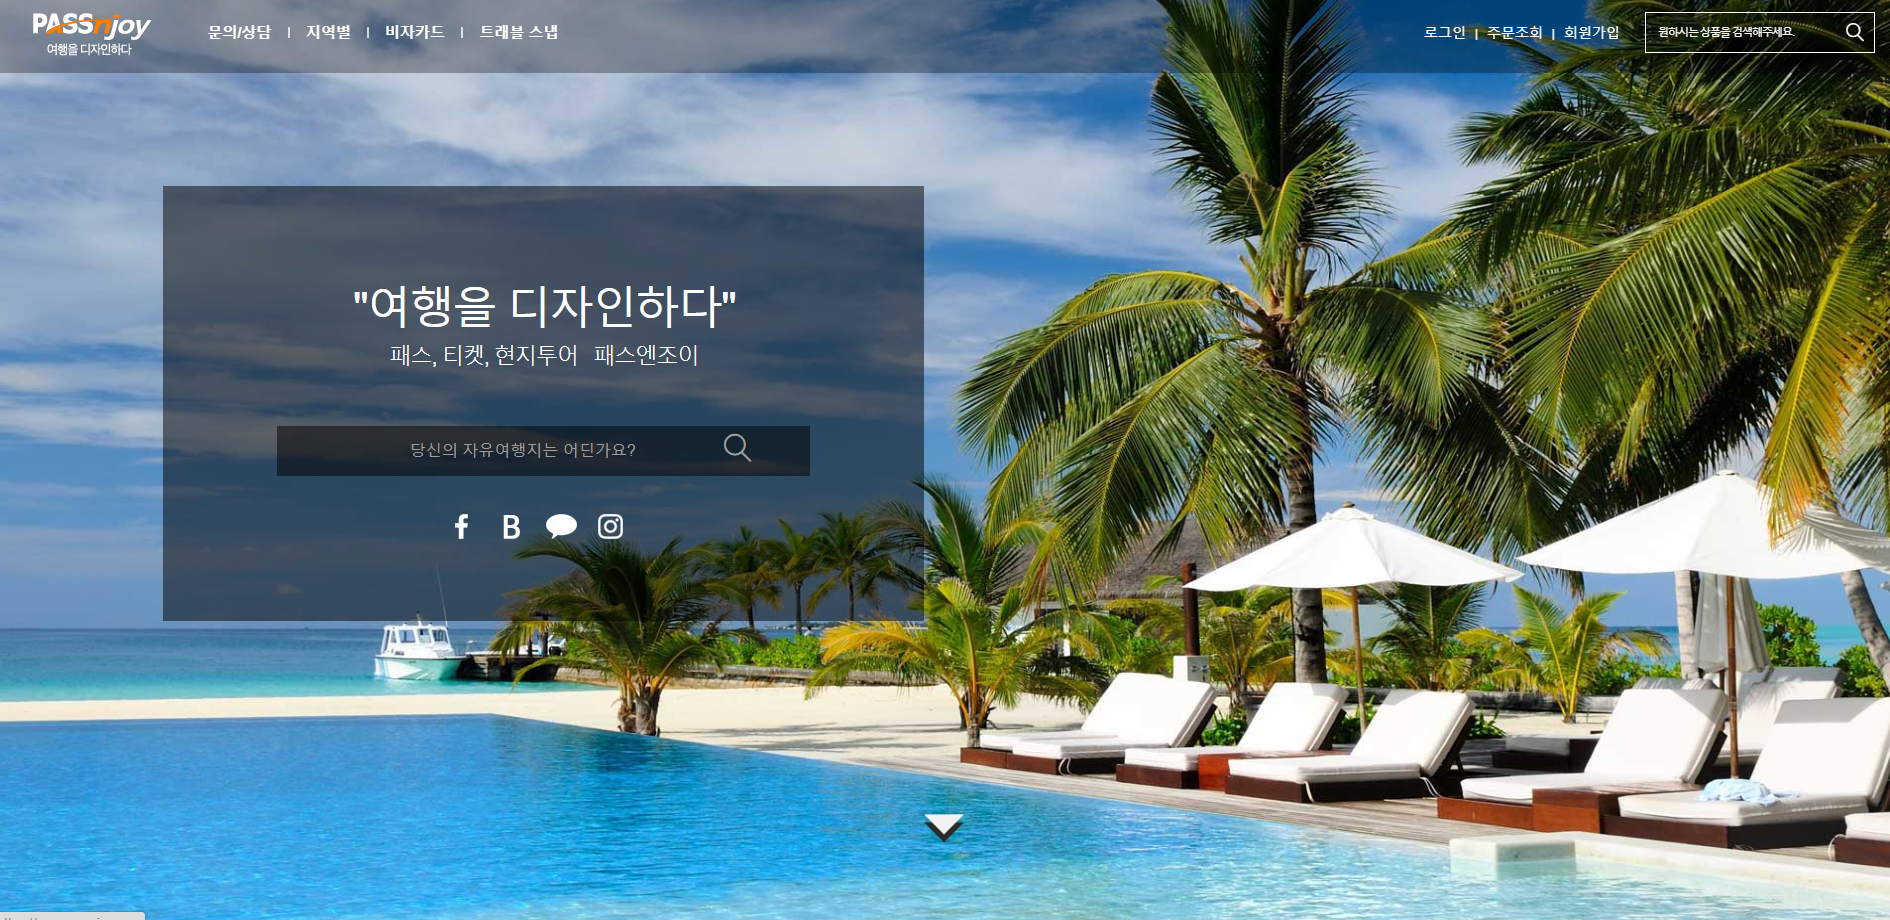 PASSnjoy
여행을 디자인하다
문의/상담 | 지역별 | 비자카드 | 트래블 스냅
로그인 | 주문조회 | 회원가입
원하시는 상품을 검색해주세요.
"여행을 디자인하다"
패스, 티켓, 현지투어 패스엔조이
당신의 자유여행지는 어딘가요?
f B